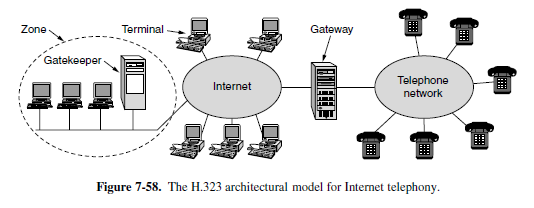 Zone
Terminal
Gateway
Gatekeeper
Internet
Telephone
network
Figure 7-58. The H.323 architectural model for Internet telephony.